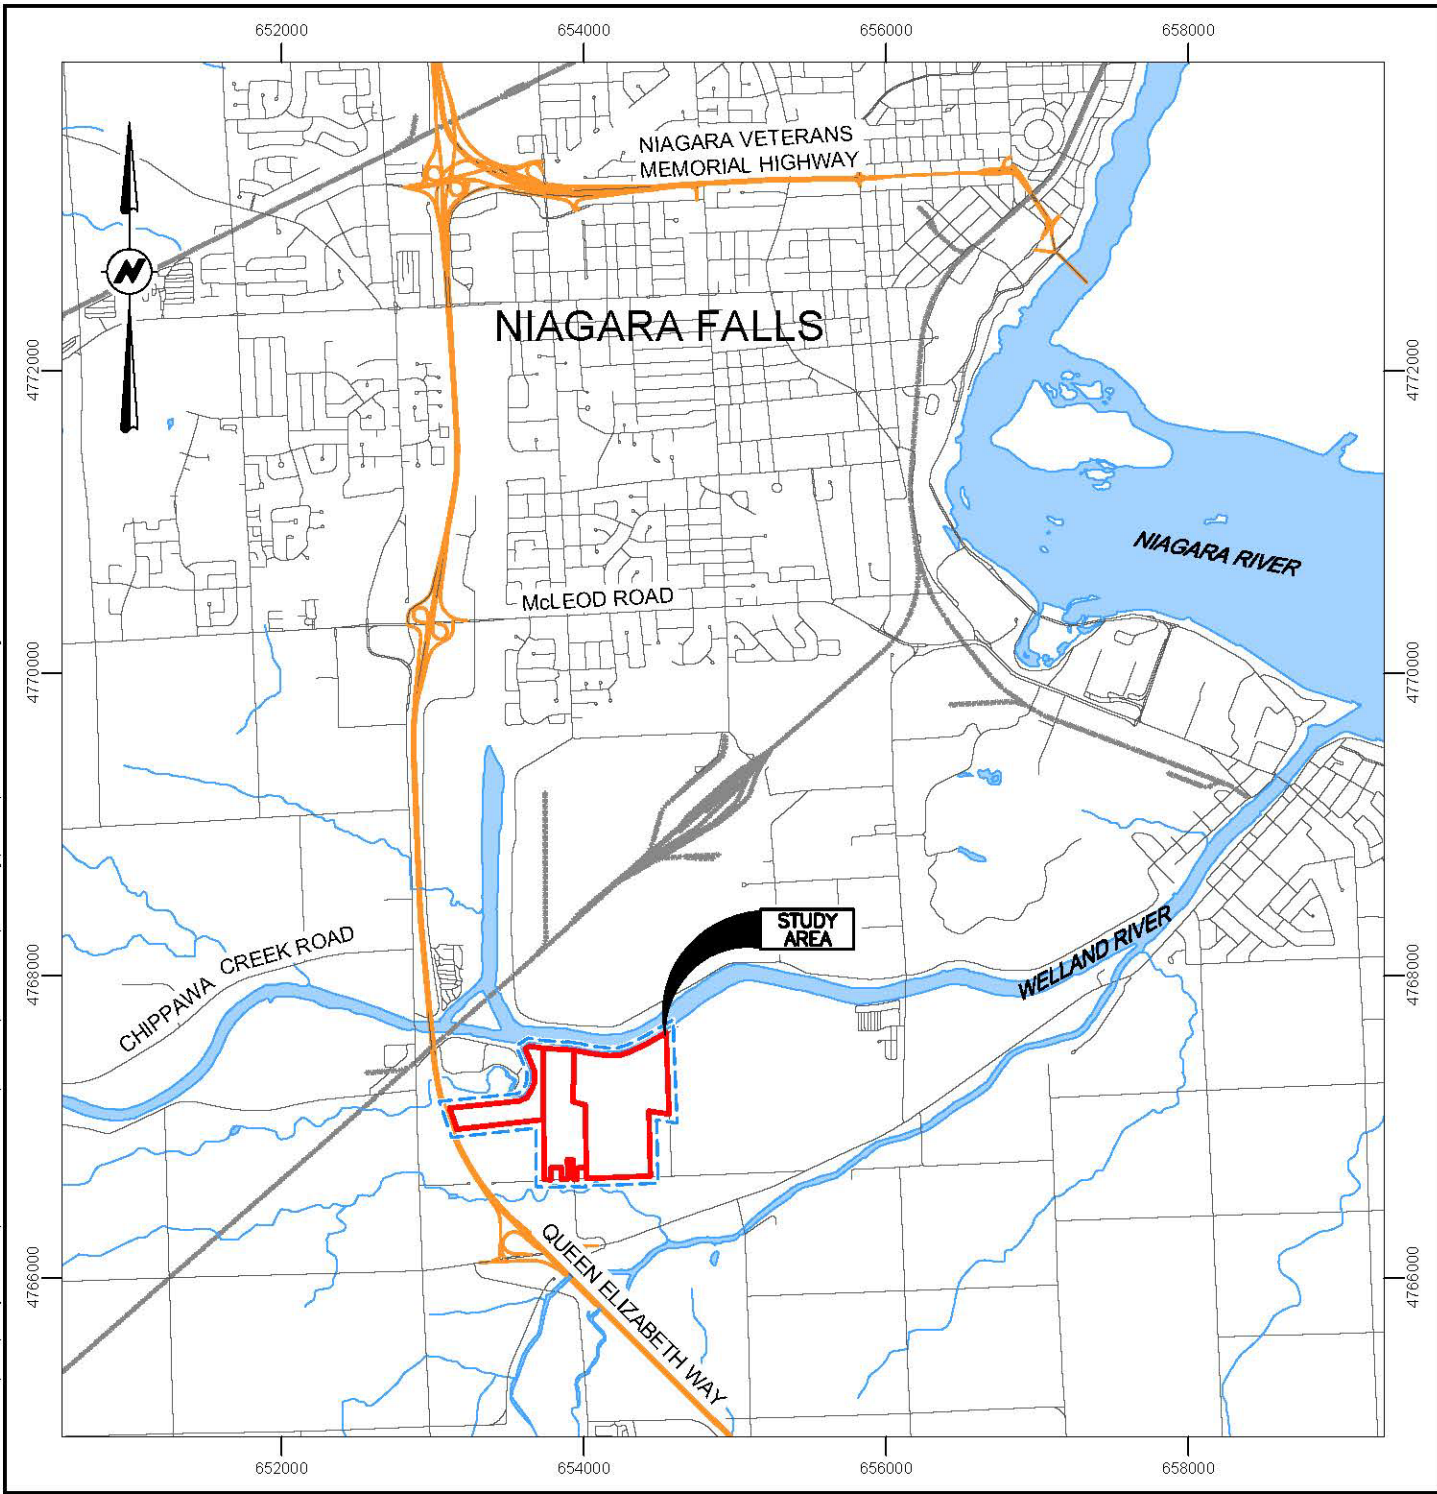 652000
654000
656000
658000
NIAGARA VETERANS
MEMORIAL HIGHWAY
N
NIAGARA FALLS
4772000
4772000
NIAGARA RIVER
McLEOD ROAD
4770000
4770000
STUDY
AREA
WELLAND RIVER
CHIPPAWA CREEK ROAD
4768000
4768000
QUEEN ELIZABETH WAY
4766000
4766000
652000
654000
656000
658000